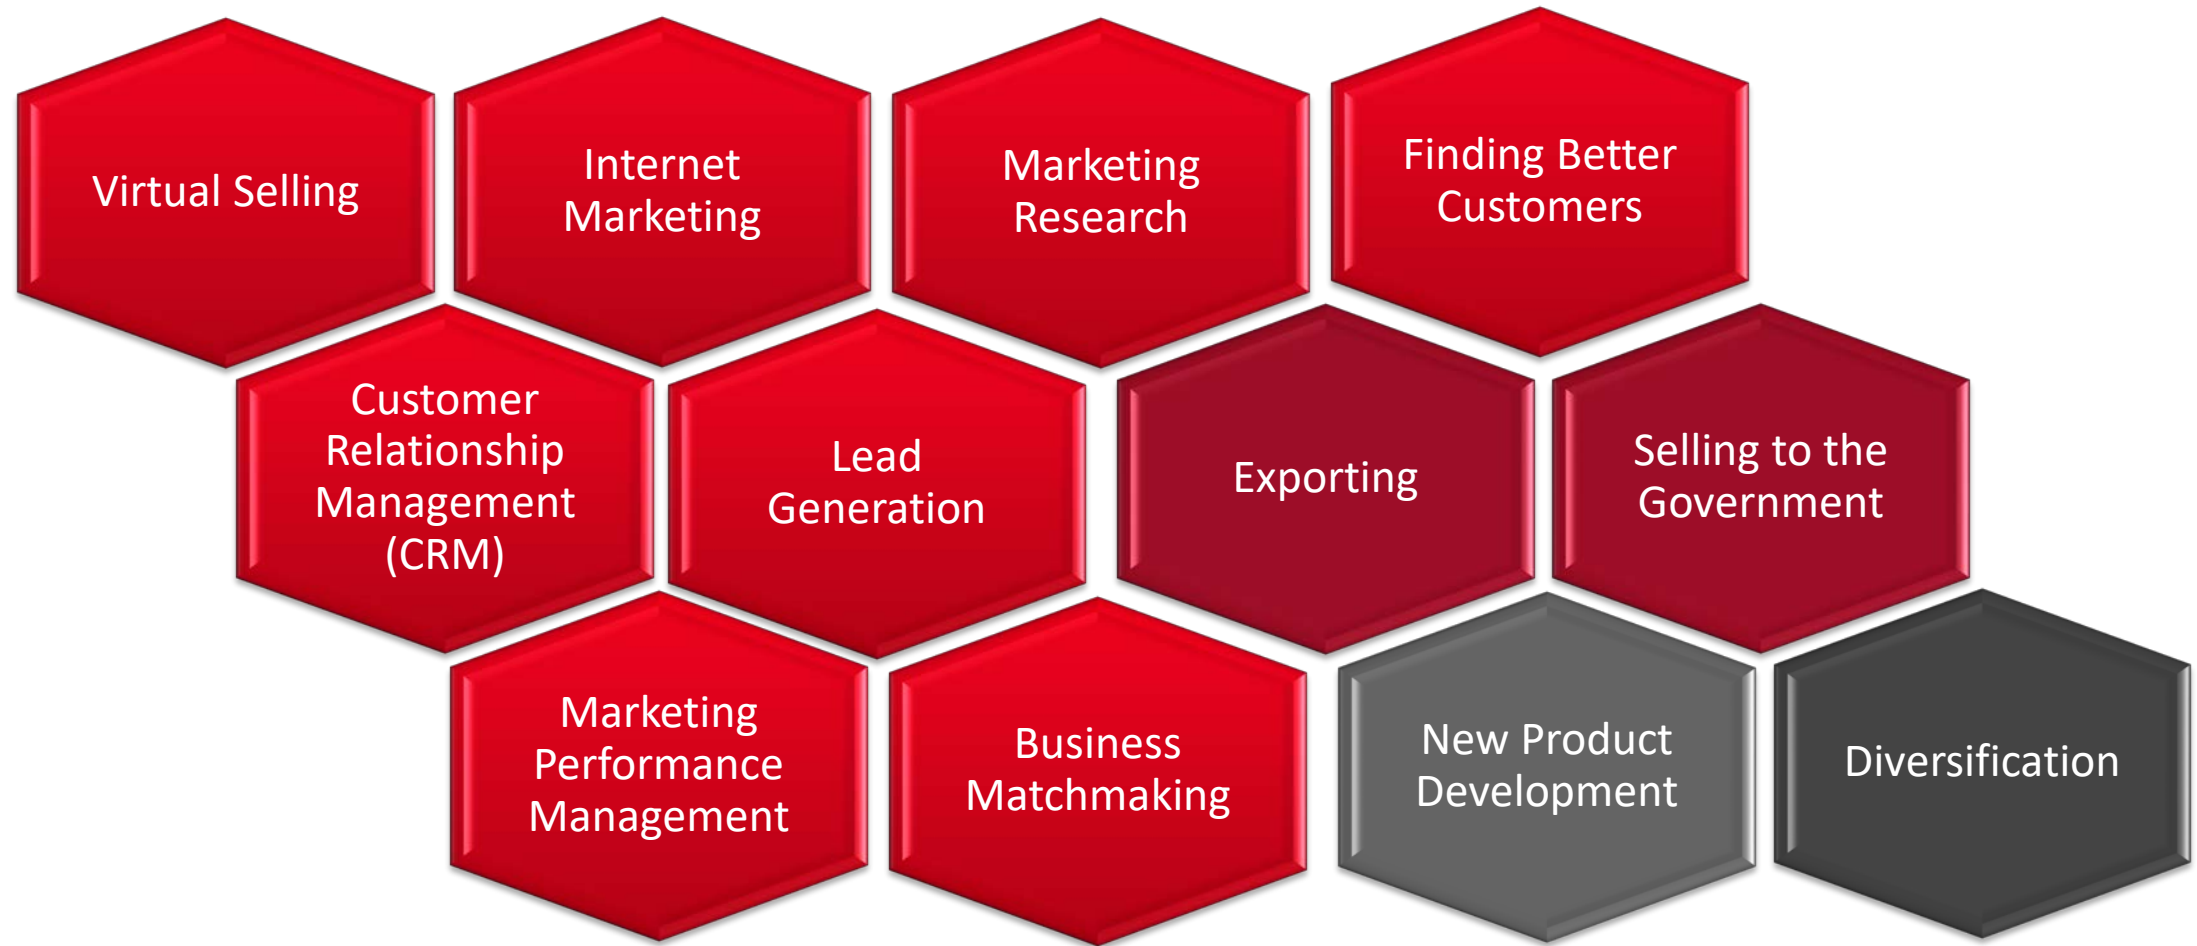 Virtual Selling
Internet
Marketing
Marketing
Research
Finding Better
Customers
Customer
Relationship
Management
(CRM)
Lead
Generation
Exporting
Selling to the
Government
Marketing
Performance
Management
Business
Matchmaking
New Product
Development
Diversification